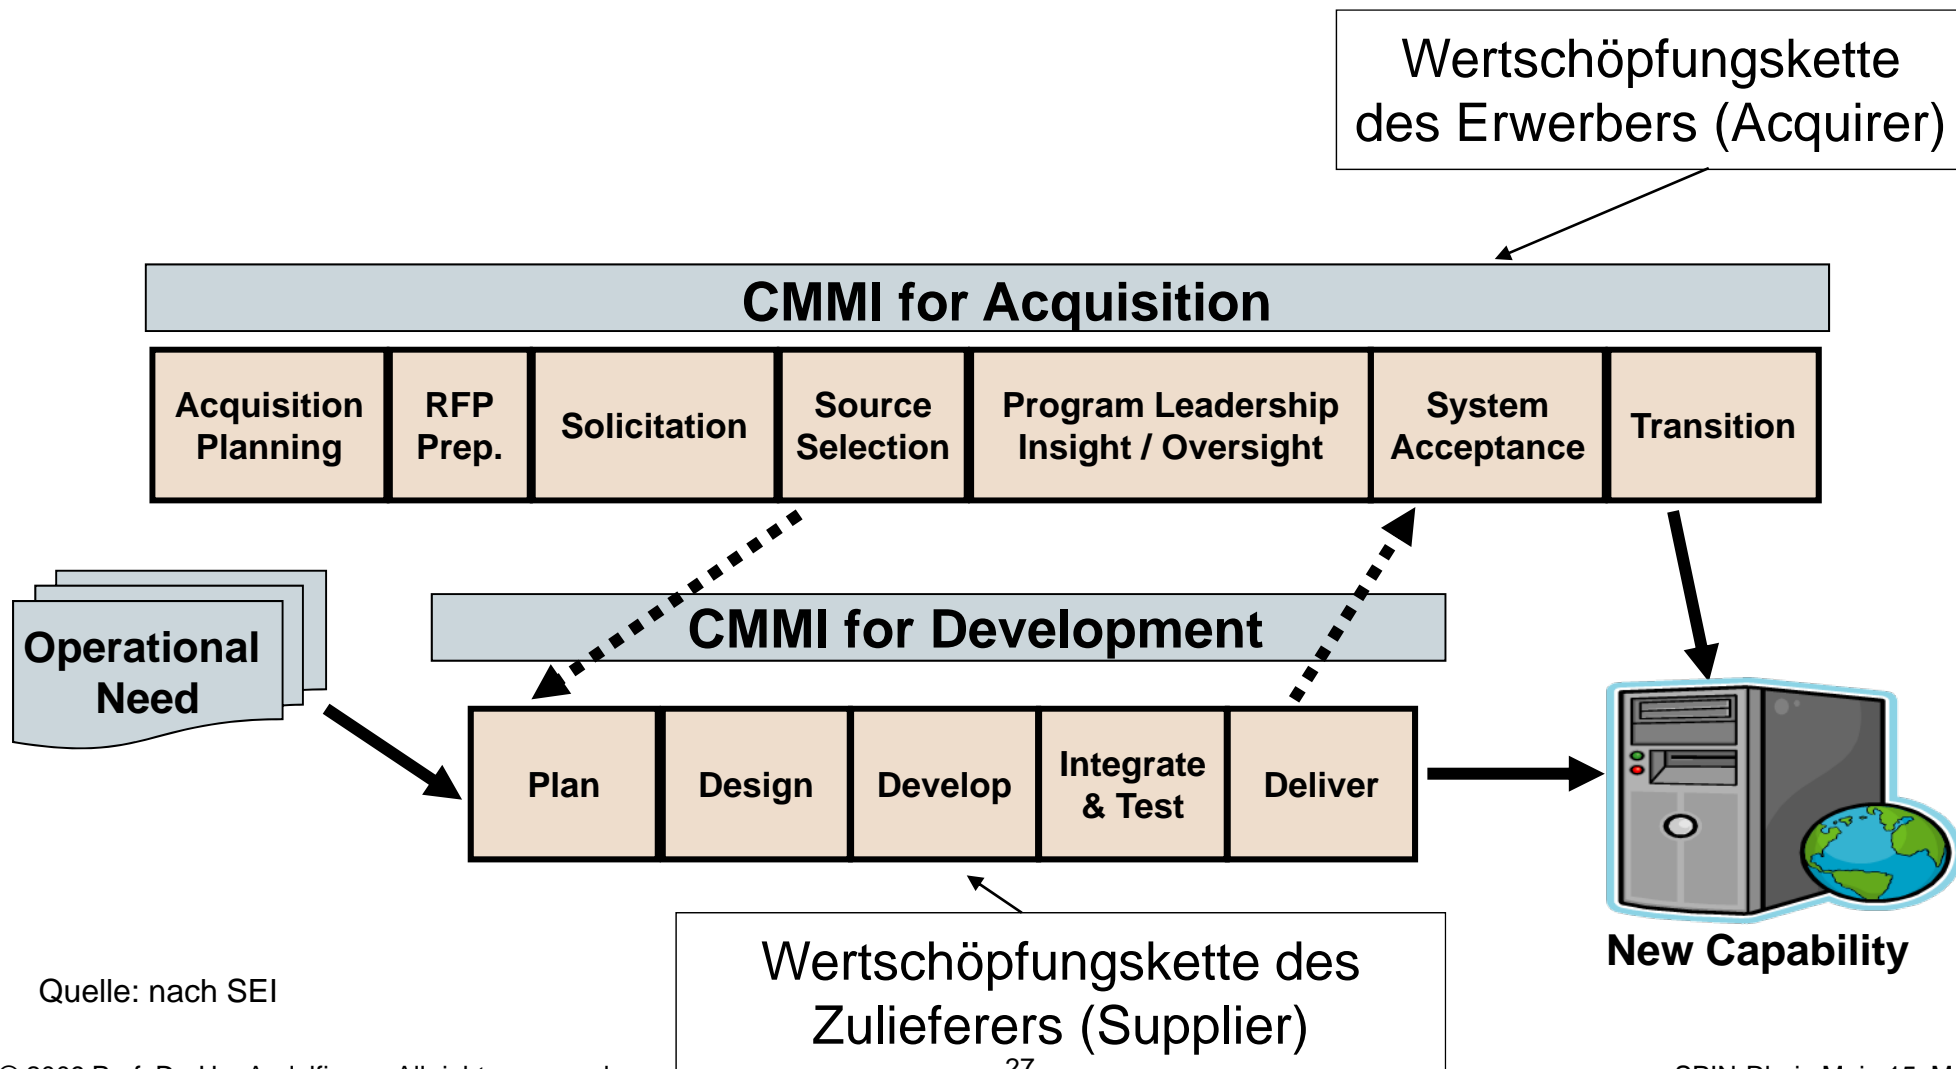 Wertschöpfungskette
des Erwerbers (Acquirer)
CMMI for Acquisition
Acquisition
Planning
RFP
Prep.
Solicitation
Source
Selection
Program Leadership
Insight / Oversight
System
Acceptance
Transition
Operational
Need
CMMI for Development
Plan
Design
Develop
Integrate
& Test
Deliver
New Capability
Wertschöpfungskette des
Zulieferers (Supplier)
Quelle: nach SEI
27